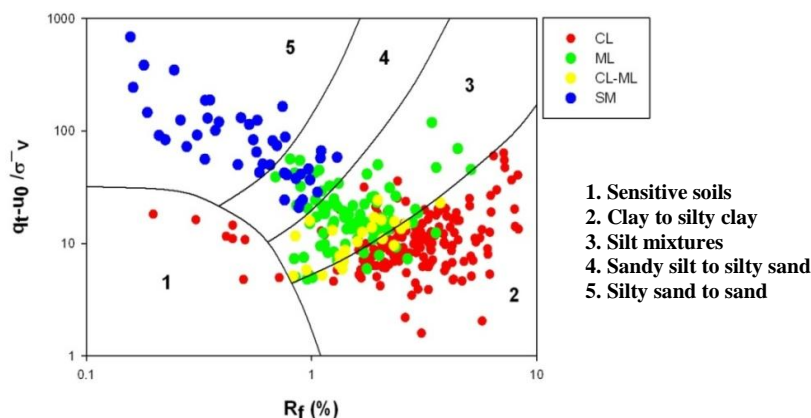 1000
100
10
1
0.1
1
10
qt-u0 /σ¯v
Rf (%)
5
4
3
1
2
CL
ML
CL-ML
SM
1. Sensitive soils
2. Clay to silty clay
3. Silt mixtures
4. Sandy silt to silty sand
5. Silty sand to sand